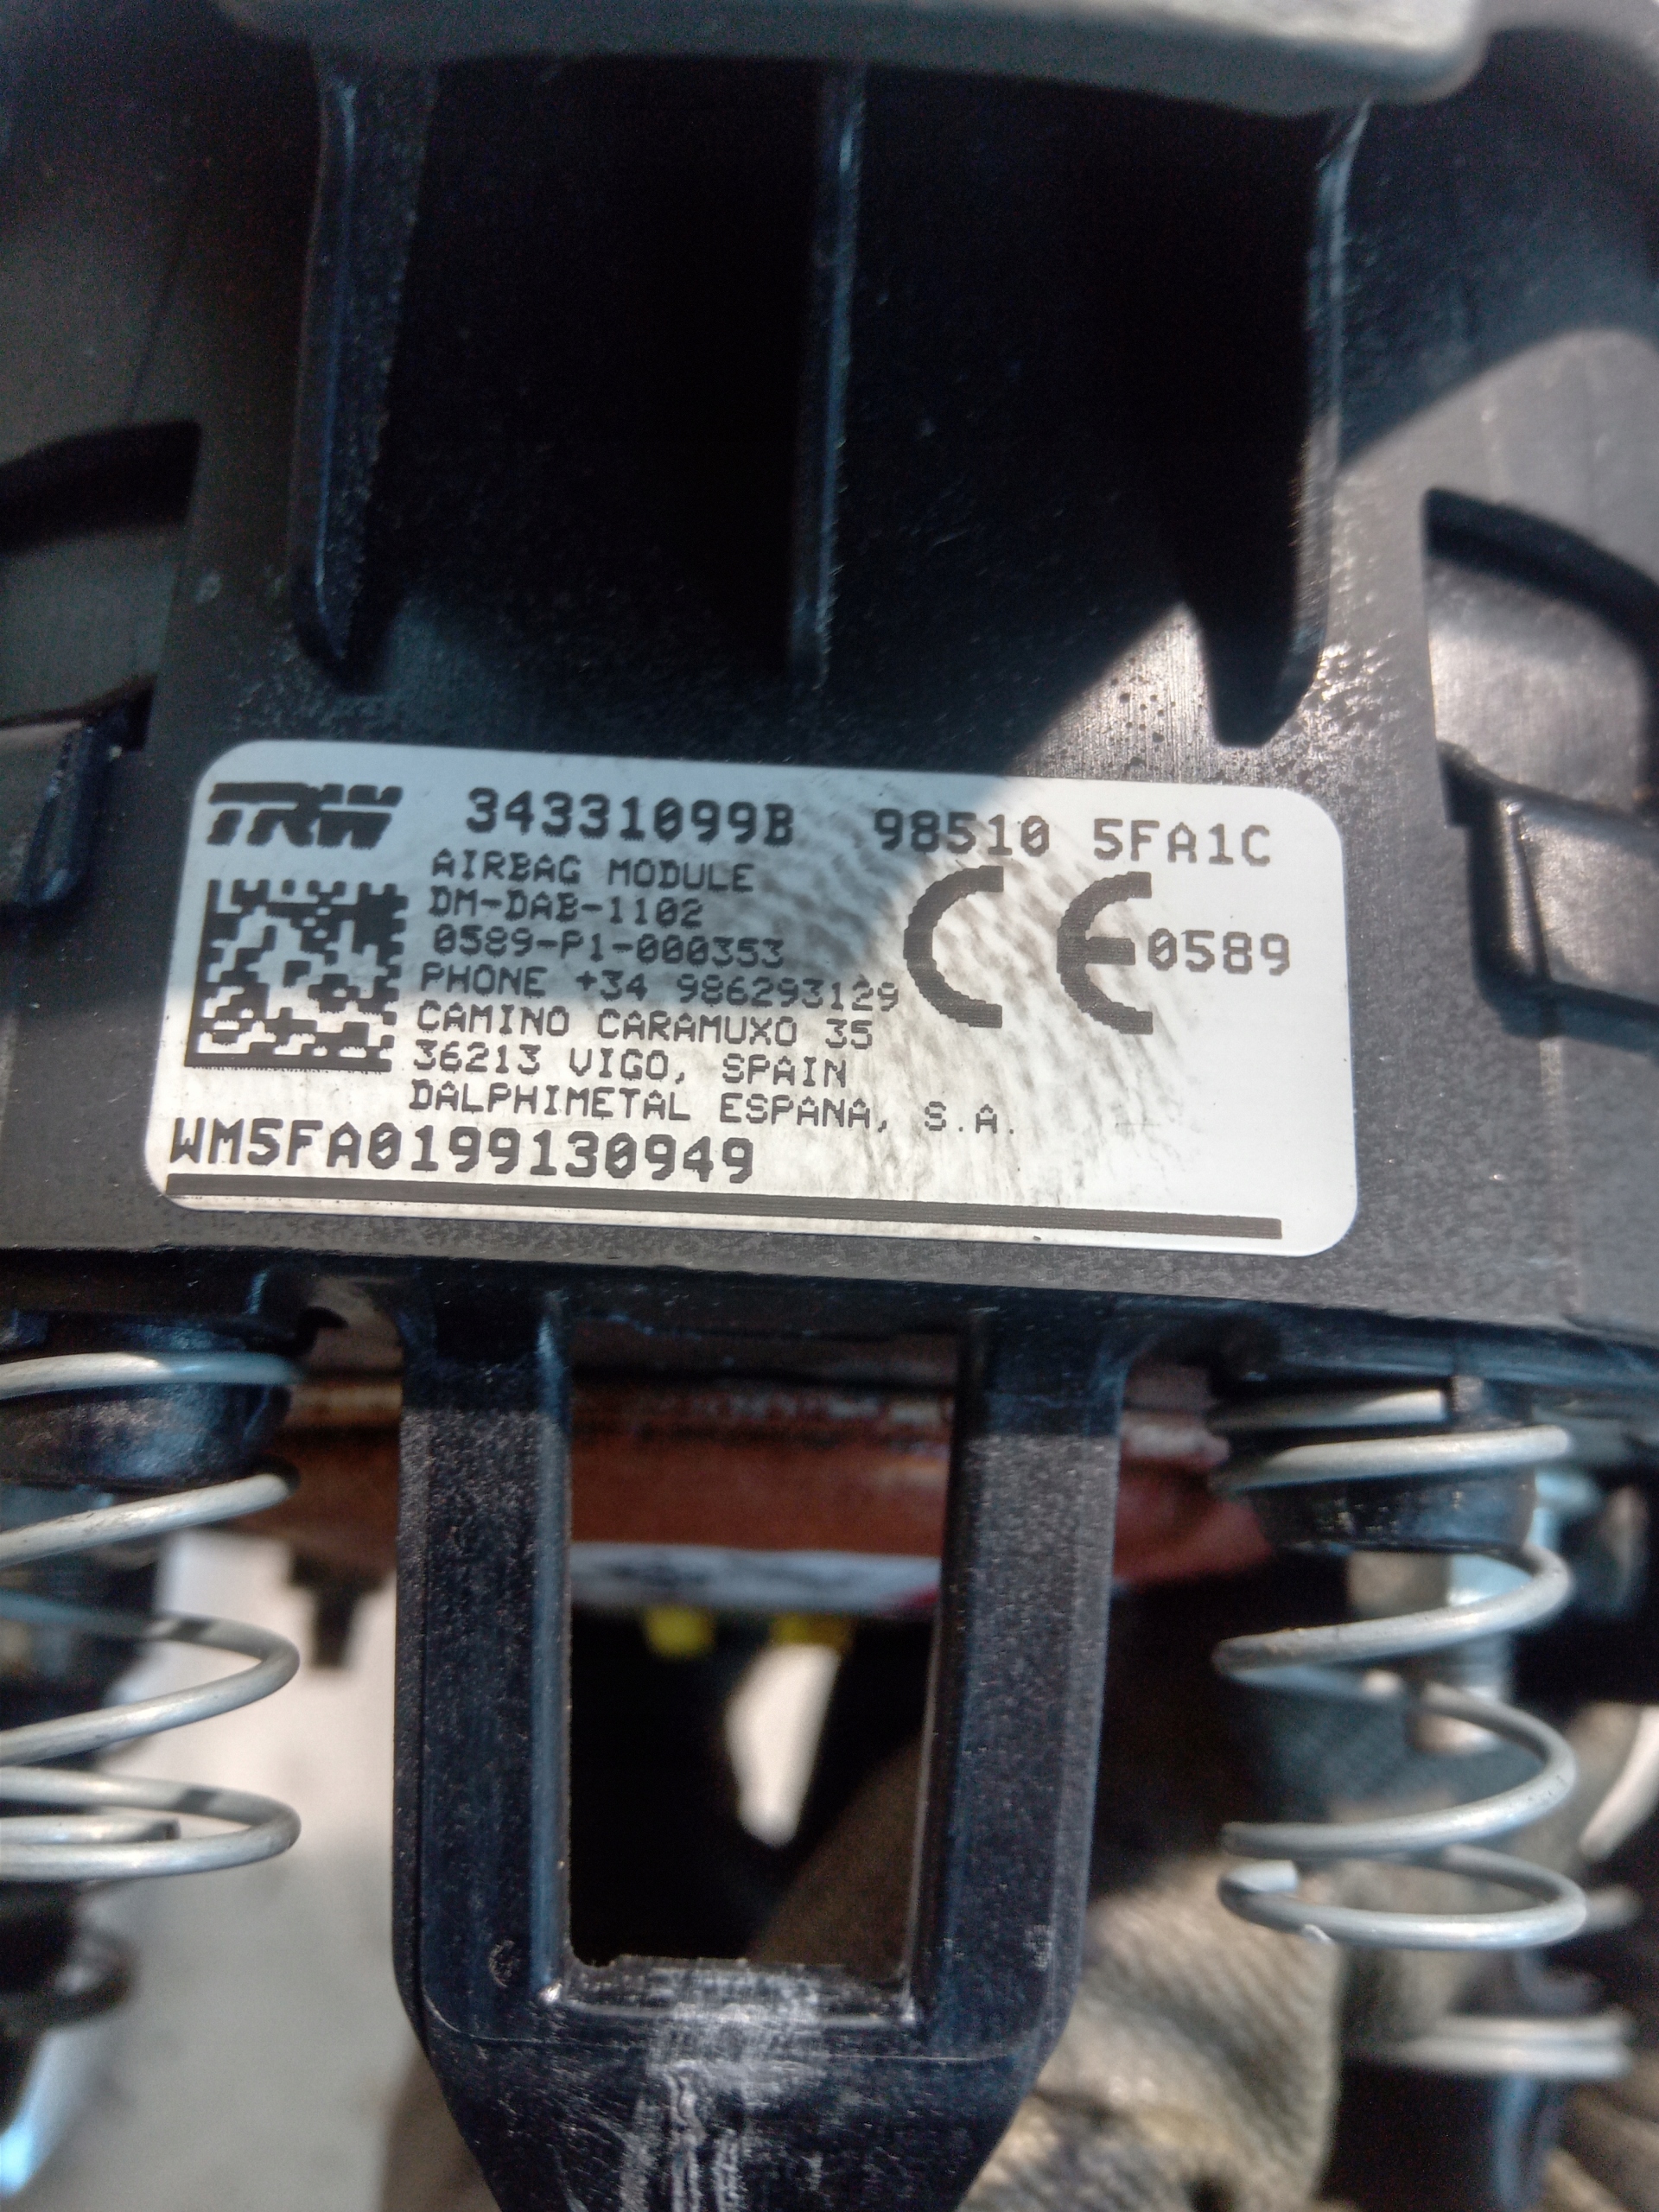 TRW 34331099B 98510 5FA1C
AIRBAG MODULE
DM-DAB-1102
0589-P1-000353
CE 0589
PHONE +34 986293129
CAMINO CARAMUXO 35
36213 VIGO, SPAIN
DALPHIMETAL ESPANA, S.A.
WM5FA0199130949